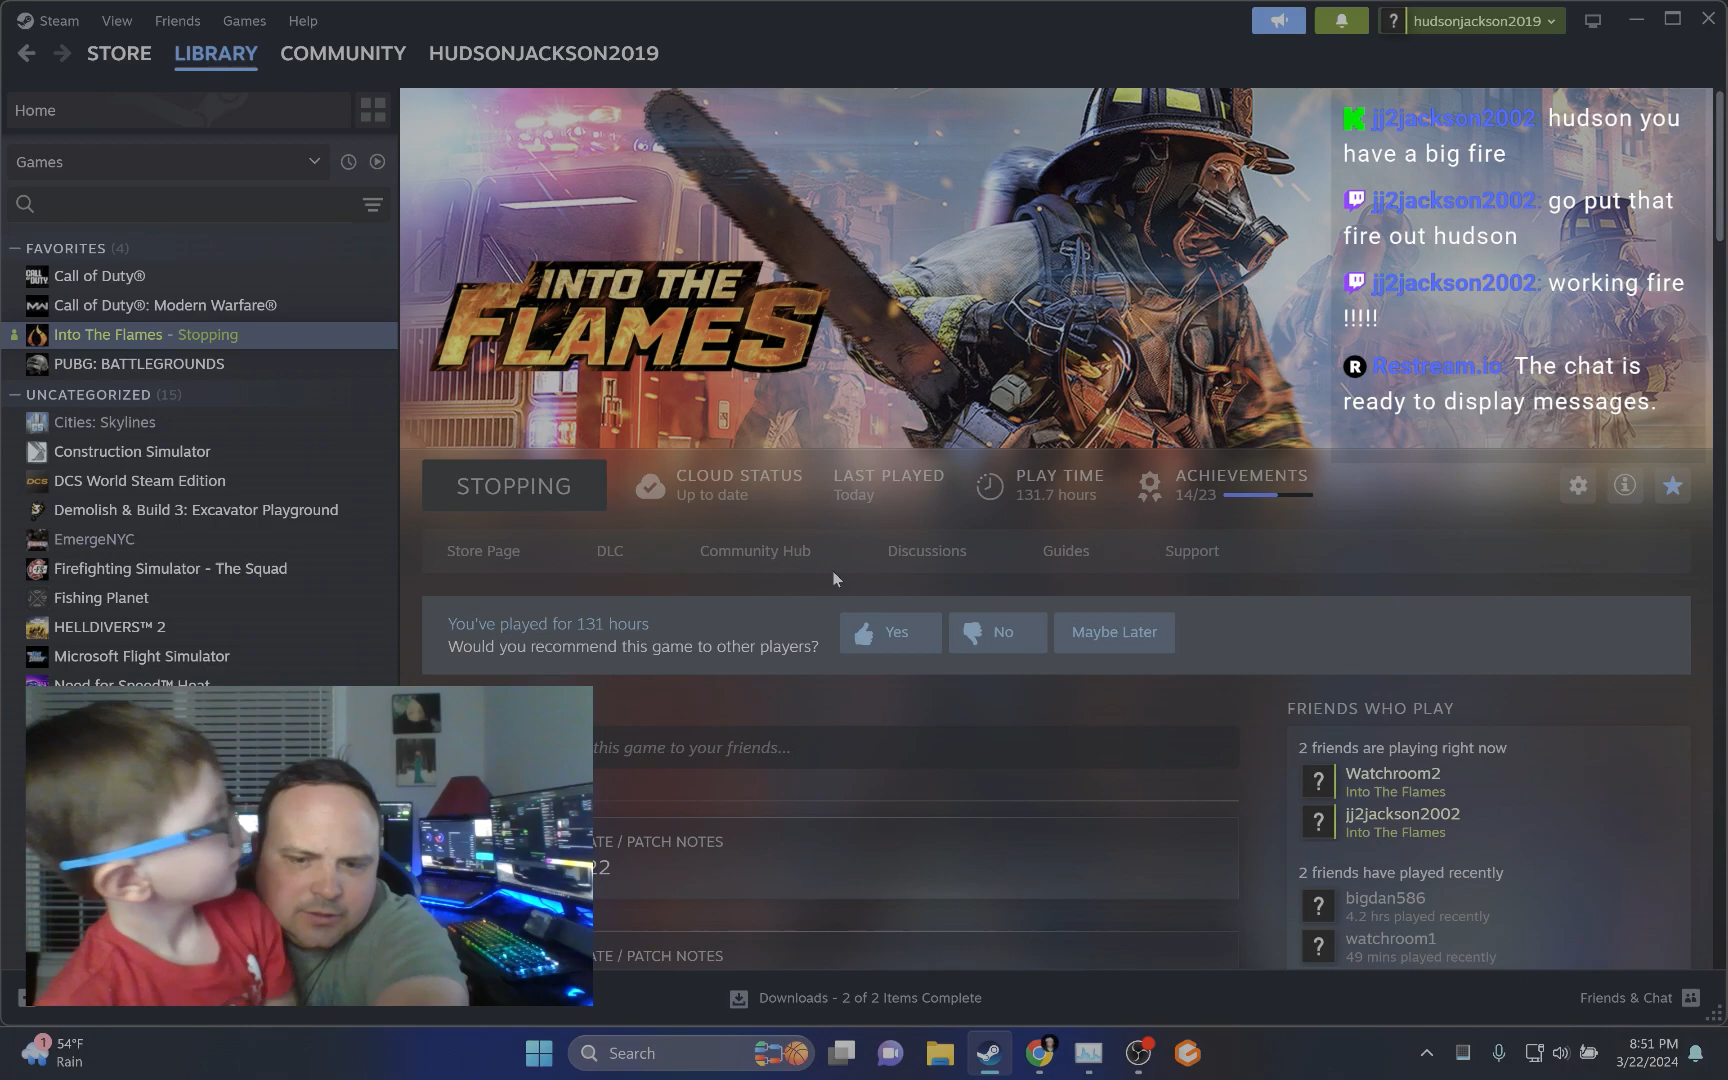 Steam View Friends Games Help
hudsonjackson2019
STORE LIBRARY COMMUNITY HUDSONJACKSON2019
Home
Games
FAVORITES (4)
Call of Duty®
Call of Duty®: Modern Warfare®
Into The Flames - Stopping
PUBG: BATTLEGROUNDS
UNCATEGORIZED (15)
Cities: Skylines
Construction Simulator
DCS World Steam Edition
Demolish & Build 3: Excavator Playground
EmergeNYC
Firefighting Simulator - The Squad
Fishing Planet
HELLDIVERS™ 2
Microsoft Flight Simulator
Need for Speed™ Heat
INTO THE
FLAMES
jj2jackson2002 hudson you
have a big fire
jj2jackson2002: go put that
fire out hudson
jj2jackson2002: working fire
!!!!!
Restream.io: The chat is
ready to display messages.
STOPPING
CLOUD STATUS
Up to date
LAST PLAYED
Today
PLAY TIME
131.7 hours
ACHIEVEMENTS
14/23
Store Page DLC Community Hub Discussions Guides Support
You've played for 131 hours
Would you recommend this game to other players?
Yes No Maybe Later
this game to your friends...
ATE / PATCH NOTES
22
ATE / PATCH NOTES
FRIENDS WHO PLAY
2 friends are playing right now
Watchroom2
Into The Flames
jj2jackson2002
Into The Flames
2 friends have played recently
bigdan586
4.2 hrs played recently
watchroom1
49 mins played recently
Downloads - 2 of 2 Items Complete
Friends & Chat
1
54°F
Rain
Search
8:51 PM
3/22/2024